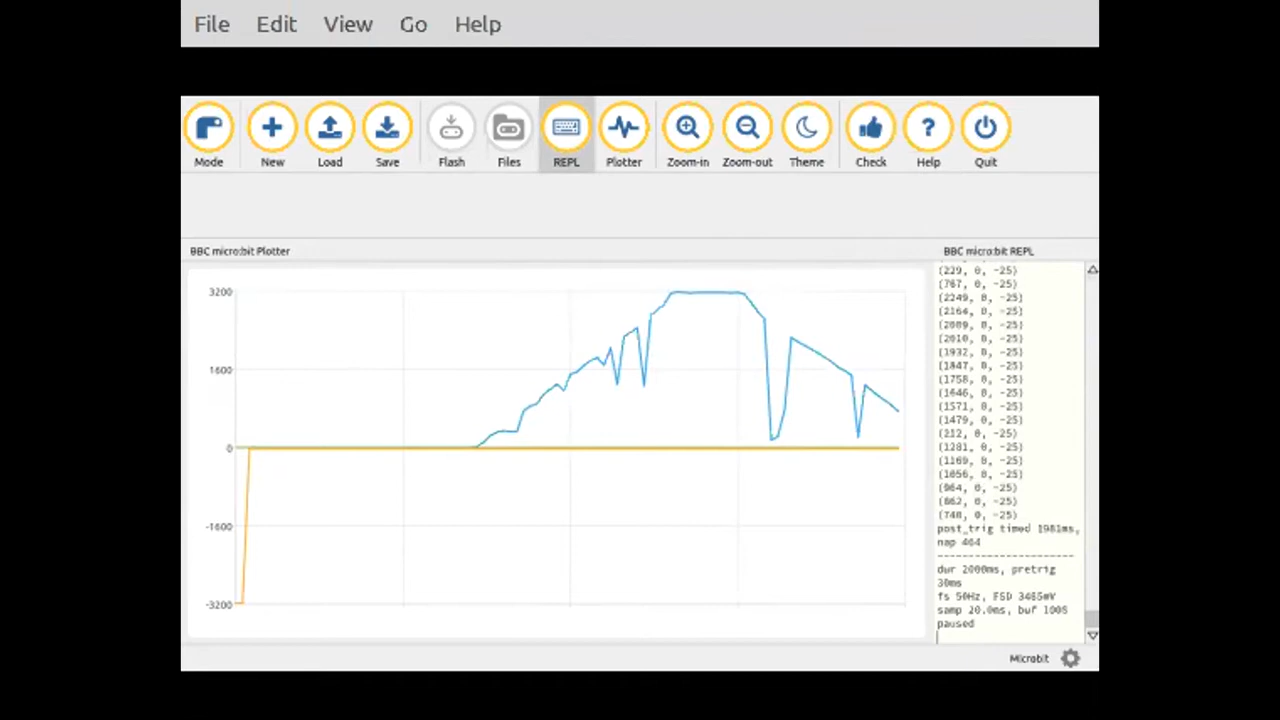 File Edit View Go Help
Mode New Load Save Flash Files REPL Plotter Zoom-in Zoom-out Theme Check Help Quit
BBC micro:bit Plotter
3200
1600
0
-1600
-3200
BBC micro:bit REPL
(229, 0, -25)
(767, 0, -25)
(2249, 0, -25)
(2164, 0, -25)
(2089, 0, -25)
(2010, 0, -25)
(1932, 0, -25)
(1847, 0, -25)
(1758, 0, -25)
(1646, 0, -25)
(1571, 0, -25)
(1479, 0, -25)
(212, 0, -25)
(1281, 0, -25)
(1169, 0, -25)
(1056, 0, -25)
(964, 0, -25)
(862, 0, -25)
(740, 0, -25)
post_trig timed 1981ms,
nap 464
-----------------------
dur 2000ms, pretrig
30ms
fs 50Hz, FSD 3465mV
samp 20.0ms, buf 100S
paused
Microbit